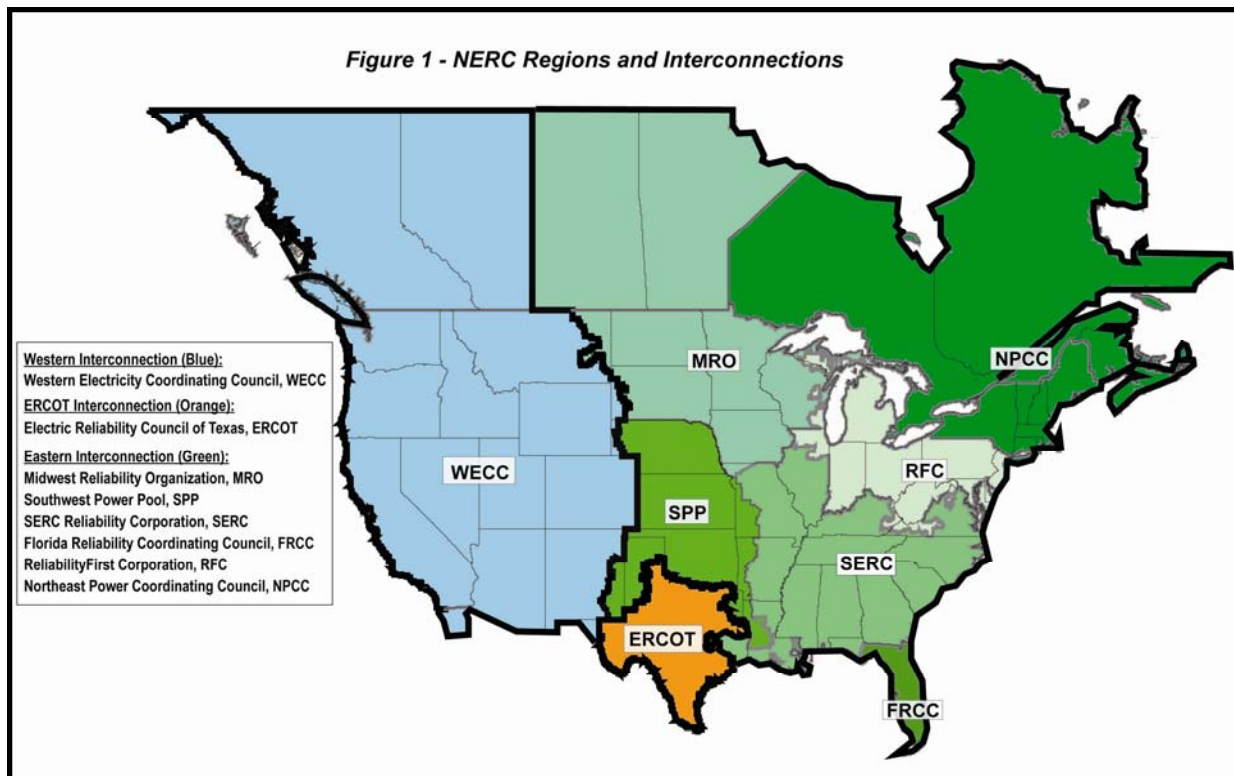 Figure 1 - NERC Regions and Interconnections
Western Interconnection (Blue):
Western Electricity Coordinating Council, WECC
ERCOT Interconnection (Orange):
Electric Reliability Council of Texas, ERCOT
Eastern Interconnection (Green):
Midwest Reliability Organization, MRO
Southwest Power Pool, SPP
SERC Reliability Corporation, SERC
Florida Reliability Coordinating Council, FRCC
ReliabilityFirst Corporation, RFC
Northeast Power Coordinating Council, NPCC
MRO
NPCC
WECC
RFC
SPP
SERC
ERCOT
FRCC